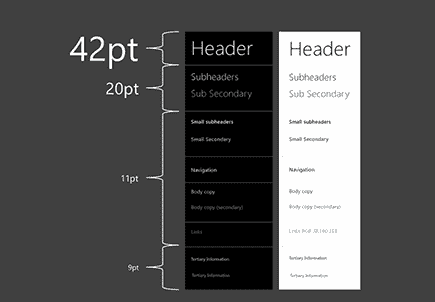 42pt
Header
Header
20pt
Subheaders
Subheaders
Sub Secondary
Sub Secondary
Small subheaders
Small subheaders
Small Secondary
Small Secondary
11pt
Navigation
Navigation
Body copy
Body copy
Body copy (secondary)
Body copy (secondary)
Links
Links
9pt
Tertiary Information
Tertiary Information
Tertiary Information
Tertiary Information